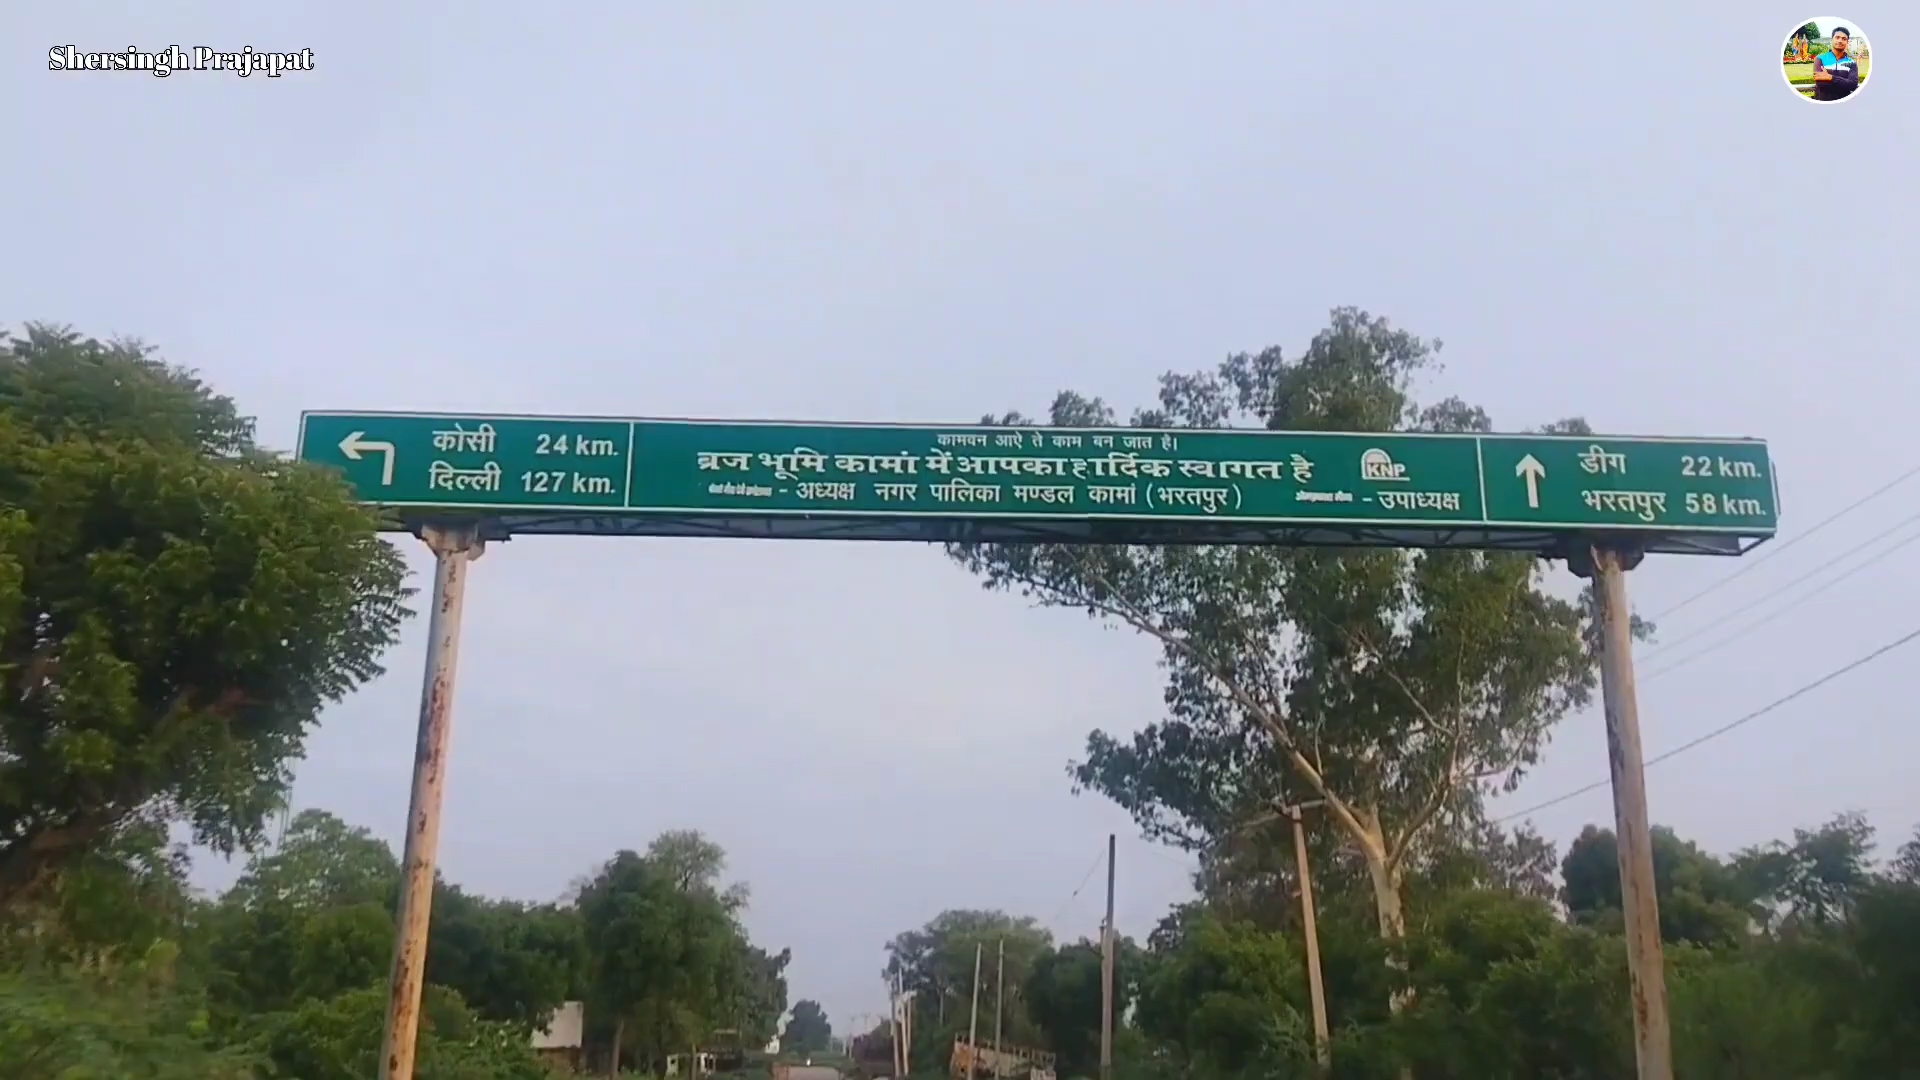 Shersingh Prajapat
कोसी 24 km.
दिल्ली 127 km.
कामवन आऐ ते काम बन जात है।
ब्रज भूमि कामां में आपका हार्दिक स्वागत है
- अध्यक्ष नगर पालिका मण्डल कामां (भरतपुर)
KNP
- उपाध्यक्ष
डीग 22 km.
भरतपुर 58 km.